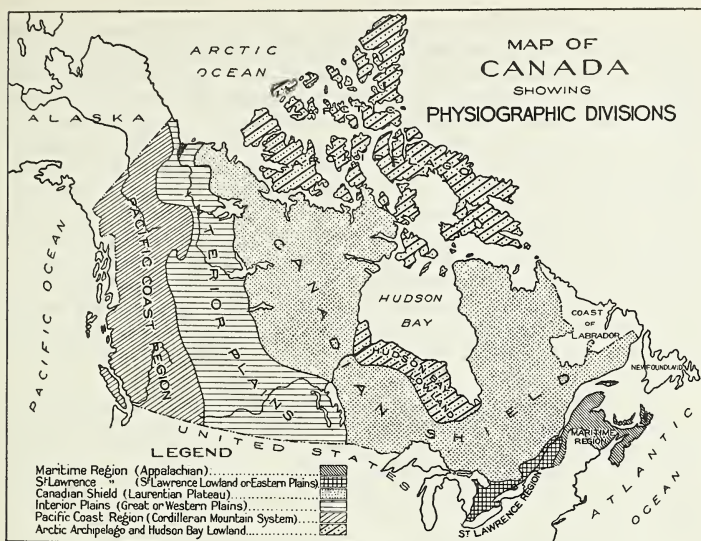 MAP OF
CANADA
SHOWING
PHYSIOGRAPHIC DIVISIONS
ARCTIC
OCEAN
ALASKA
PACIFIC OCEAN
PACIFIC COAST REGION
INTERIOR PLAINS
CANADIAN SHIELD
HUDSON
BAY
HUDSON BAY
LOWLAND
COAST
OF
LABRADOR
NEWFOUNDLAND
MARITIME
REGION
ST LAWRENCE REGION
ATLANTIC
OCEAN
UNITED STATES
LEGEND
Maritime Region (Appalachian)
St Lawrence " (St Lawrence Lowland or Eastern Plains)
Canadian Shield (Laurentian Plateau)
Interior Plains (Great or Western Plains)
Pacific Coast Region (Cordilleran Mountain System)
Arctic Archipelago and Hudson Bay Lowland